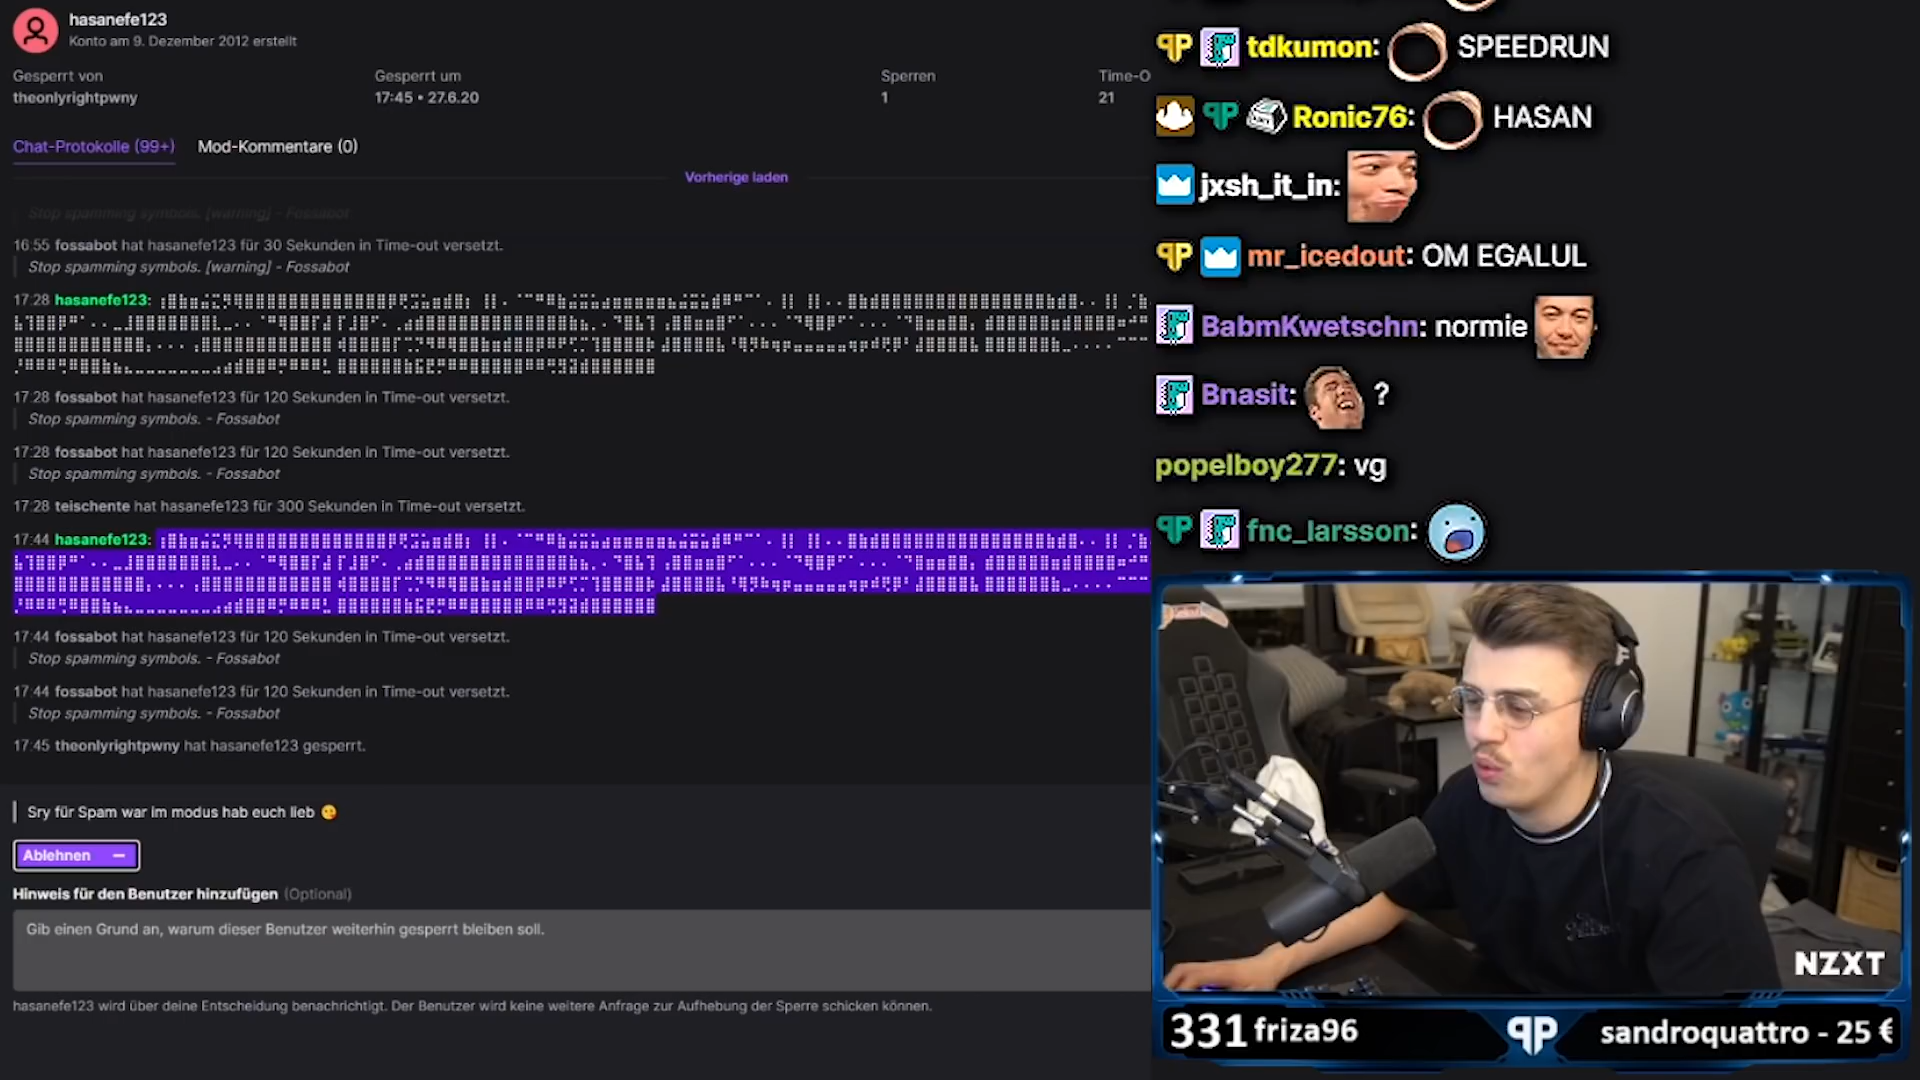 hasanefe123
Konto am 9. Dezember 2012 erstellt
Gesperrt von
theonlyrightpwny
Gesperrt um
17:45 • 27.6.20
Sperren
1
Time-O
21
Chat-Protokolle (99+)
Mod-Kommentare (0)
Vorherige laden
Stop spamming symbols. [warning] - Fossabot
16:55 fossabot hat hasanefe123 für 30 Sekunden in Time-out versetzt.
Stop spamming symbols. [warning] - Fossabot
17:28 hasanefe123:
17:28 fossabot hat hasanefe123 für 120 Sekunden in Time-out versetzt.
Stop spamming symbols. - Fossabot
17:28 fossabot hat hasanefe123 für 120 Sekunden in Time-out versetzt.
Stop spamming symbols. - Fossabot
17:28 teischente hat hasanefe123 für 300 Sekunden in Time-out versetzt.
17:44 hasanefe123:
17:44 fossabot hat hasanefe123 für 120 Sekunden in Time-out versetzt.
Stop spamming symbols. - Fossabot
17:44 fossabot hat hasanefe123 für 120 Sekunden in Time-out versetzt.
Stop spamming symbols. - Fossabot
17:45 theonlyrightpwny hat hasanefe123 gesperrt.
Sry für Spam war im modus hab euch lieb 😘
Ablehnen —
Hinweis für den Benutzer hinzufügen (Optional)
Gib einen Grund an, warum dieser Benutzer weiterhin gesperrt bleiben soll.
hasanefe123 wird über deine Entscheidung benachrichtigt. Der Benutzer wird keine weitere Anfrage zur Aufhebung der Sperre schicken können.
tdkumon: SPEEDRUN
Ronic76: HASAN
jxsh_it_in:
mr_icedout: OM EGALUL
BabmKwetschn: normie
Bnasit: ?
popelboy277: vg
fnc_larsson:
NZXT
331 friza96
sandroquattro - 25 €